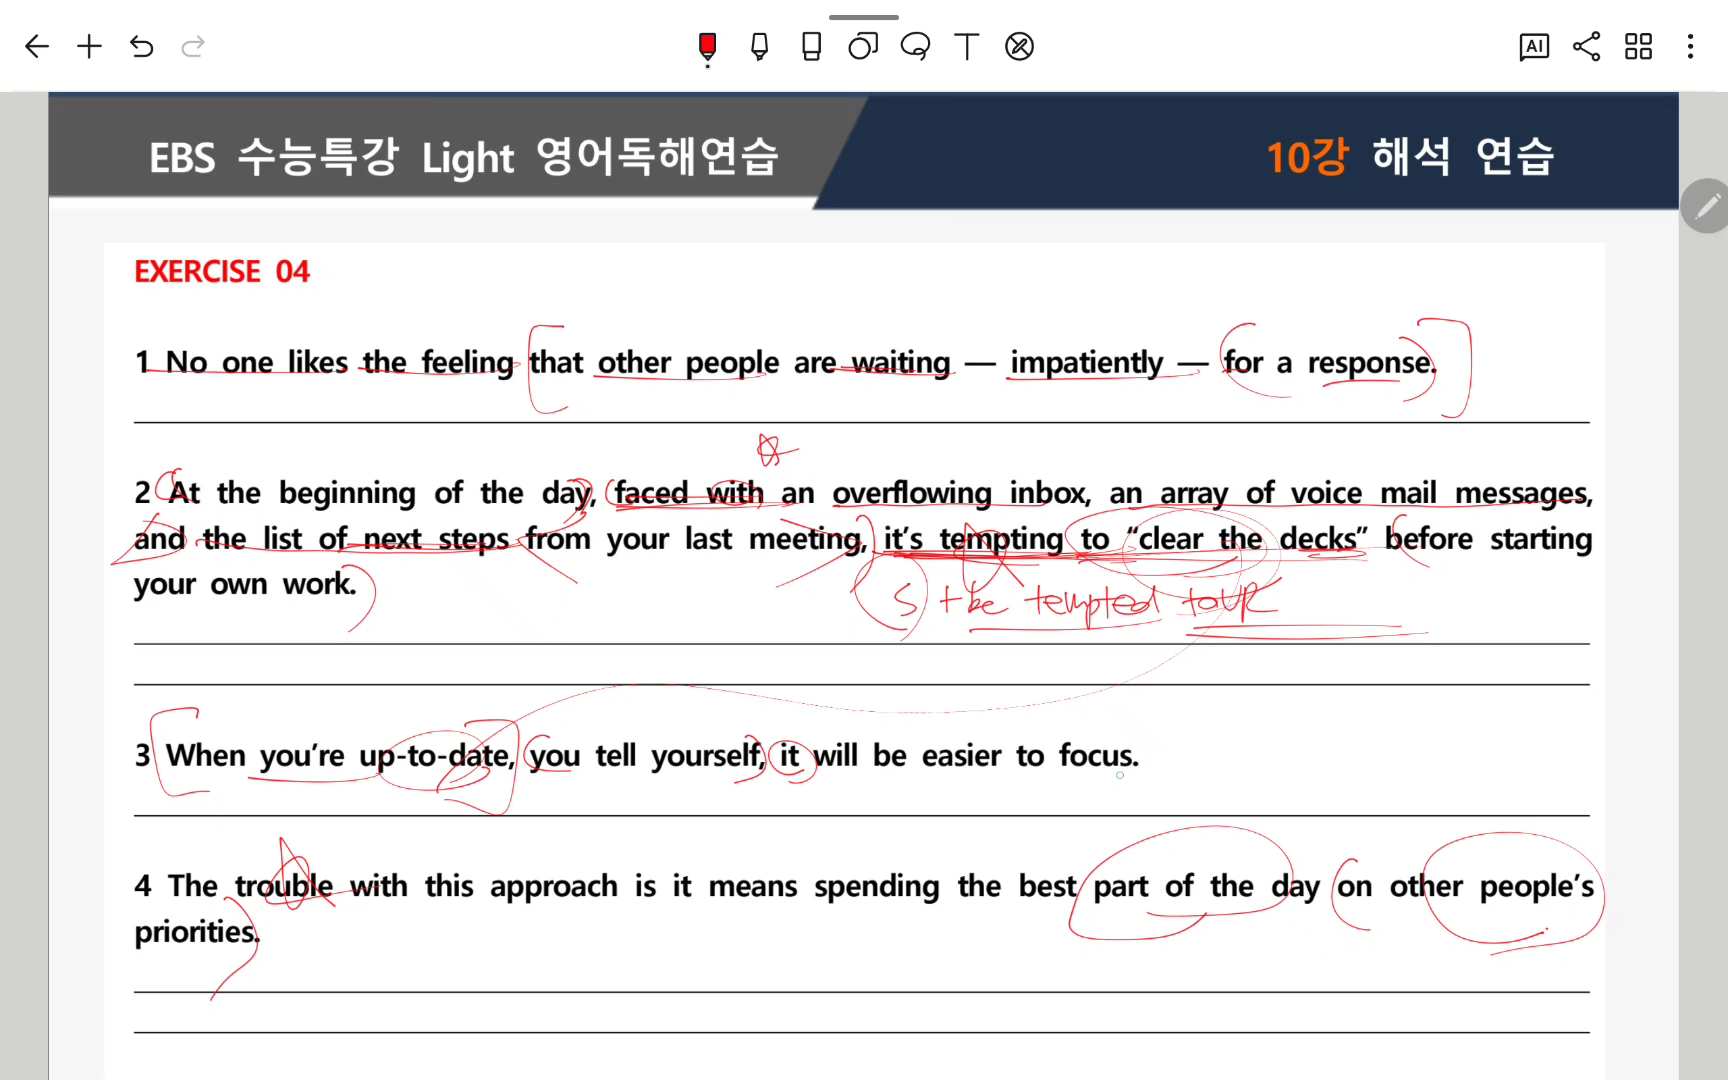 AI
EBS 수능특강 Light 영어독해연습
10강 해석 연습
EXERCISE 04
1 No one likes the feeling that other people are waiting — impatiently — for a response.
2 At the beginning of the day, faced with an overflowing inbox, an array of voice mail messages,
and the list of next steps from your last meeting, it's tempting to “clear the decks” before starting
your own work.
S + be tempted to VR
3 When you’re up-to-date, you tell yourself, it will be easier to focus.
4 The trouble with this approach is it means spending the best part of the day on other people’s
priorities.